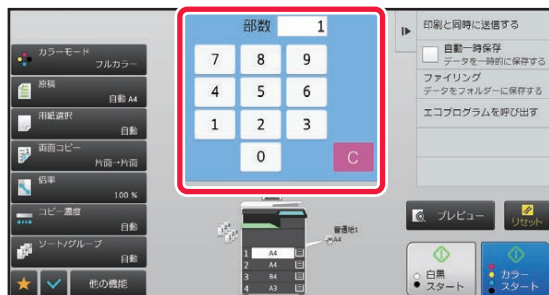 部数 1
7 8 9
4 5 6
1 2 3
0 C
カラーモード
フルカラー
原稿
自動 A4
用紙選択
自動
両面コピー
片面→片面
倍率
100 %
コピー濃度
自動
ソート/グループ
自動
他の機能
普通紙1
A4
1 A4
2 A4
3 B4
4 A3
印刷と同時に送信する
自動一時保存
データを一時的に保存する
ファイリング
データをフォルダーに保存する
エコプログラムを呼び出す
プレビュー
リセット
白黒
スタート
カラー
スタート